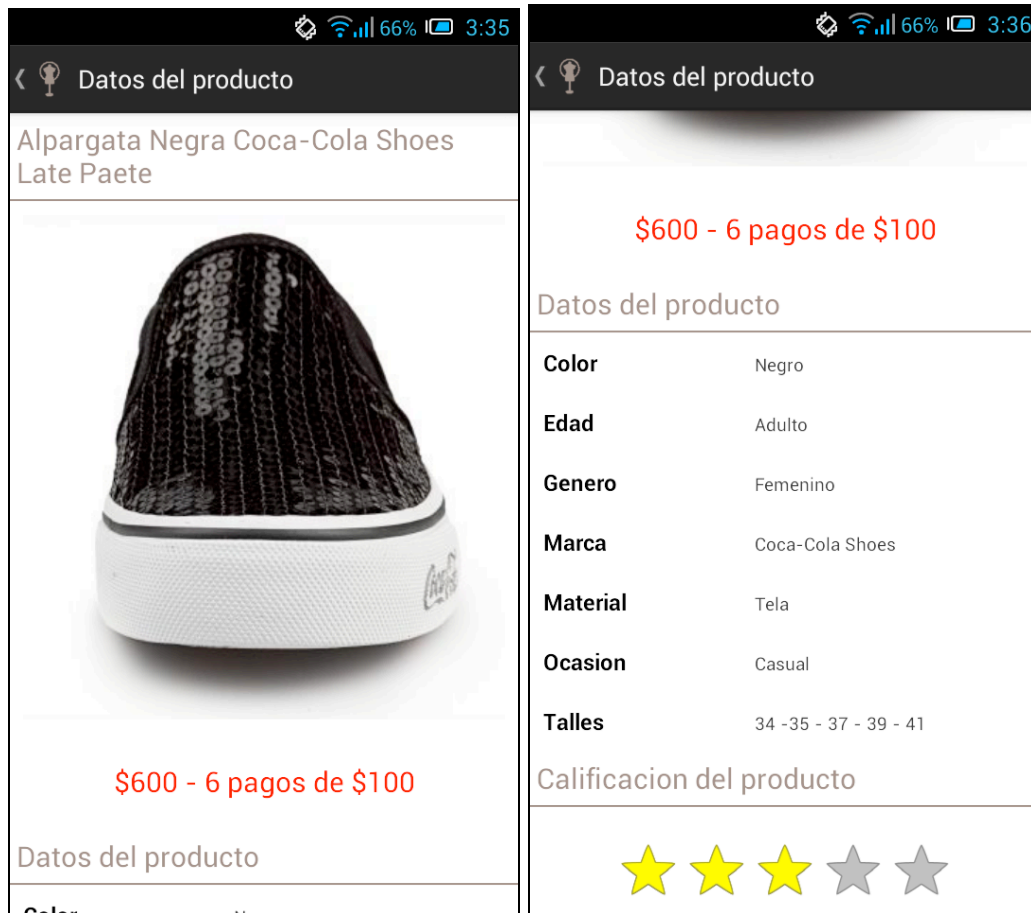 66% 3:35
Datos del producto
Alpargata Negra Coca-Cola Shoes
Late Paete
$600 - 6 pagos de $100
Datos del producto
Color
66% 3:36
Datos del producto
$600 - 6 pagos de $100
Datos del producto
Color Negro
Edad Adulto
Genero Femenino
Marca Coca-Cola Shoes
Material Tela
Ocasion Casual
Talles 34 -35 - 37 - 39 - 41
Calificacion del producto